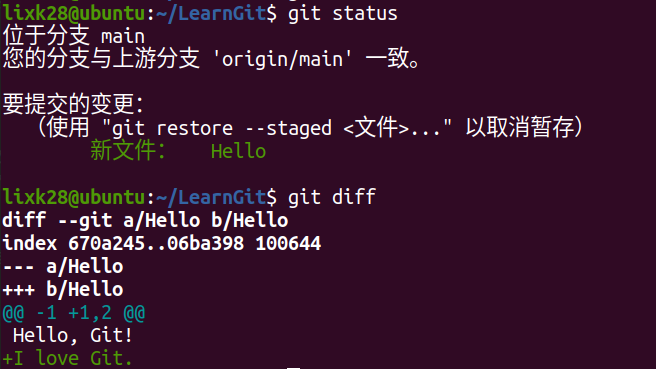 lixk28@ubuntu:~/LearnGit$ git status
位于分支 main
您的分支与上游分支 'origin/main' 一致。
要提交的变更：
（使用 "git restore --staged <文件>..." 以取消暂存）
新文件： Hello
lixk28@ubuntu:~/LearnGit$ git diff
diff --git a/Hello b/Hello
index 670a245..06ba398 100644
--- a/Hello
+++ b/Hello
@@ -1 +1,2 @@
Hello, Git!
+I love Git.